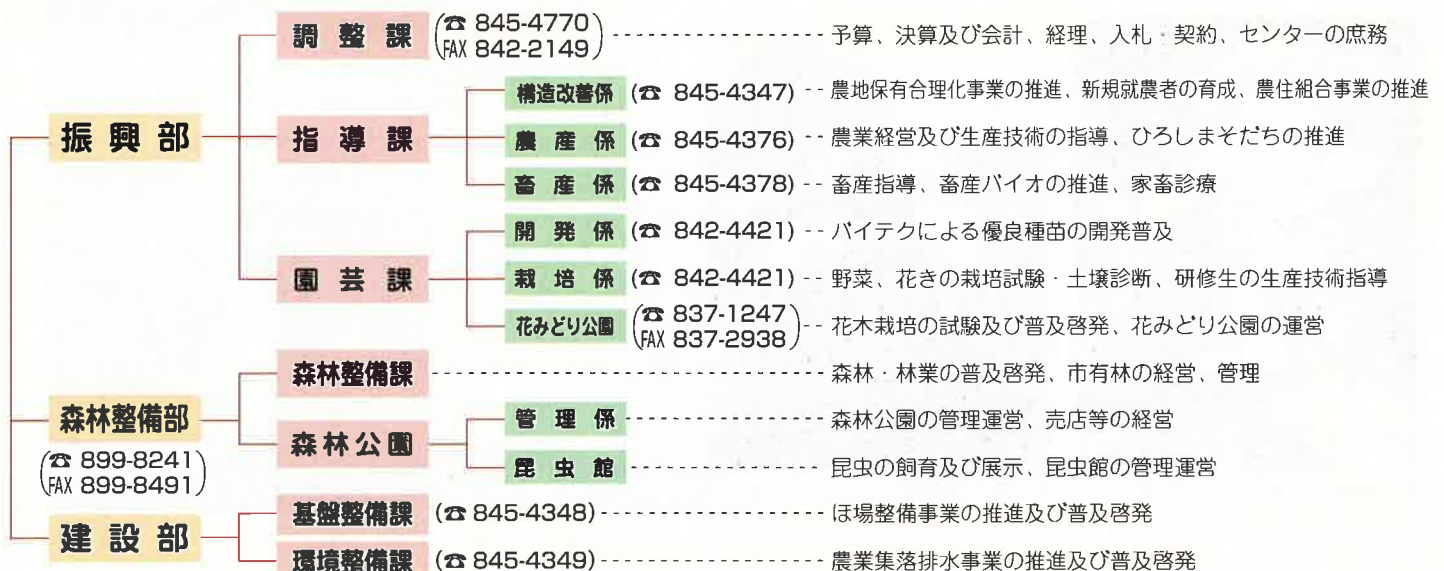 調整課 (☎ 845-4770 FAX 842-2149) 予算、決算及び会計、経理、入札・契約、センターの庶務
振興部
指導課
構造改善係 (☎ 845-4347) 農地保有合理化事業の推進、新規就農者の育成、農住組合事業の推進
農産係 (☎ 845-4376) 農業経営及び生産技術の指導、ひろしまそだちの推進
畜産係 (☎ 845-4378) 畜産指導、畜産バイオの推進、家畜診療
園芸課
開発係 (☎ 842-4421) バイテクによる優良種苗の開発普及
栽培係 (☎ 842-4421) 野菜、花きの栽培試験・土壌診断、研修生の生産技術指導
花みどり公園 (☎ 837-1247 FAX 837-2938) 花木栽培の試験及び普及啓発、花みどり公園の運営
森林整備部 (☎ 899-8241 FAX 899-8491)
森林整備課 森林・林業の普及啓発、市有林の経営、管理
森林公園
管理係 森林公園の管理運営、売店等の経営
昆虫館 昆虫の飼育及び展示、昆虫館の管理運営
建設部
基盤整備課 (☎ 845-4348) ほ場整備事業の推進及び普及啓発
環境整備課 (☎ 845-4349) 農業集落排水事業の推進及び普及啓発